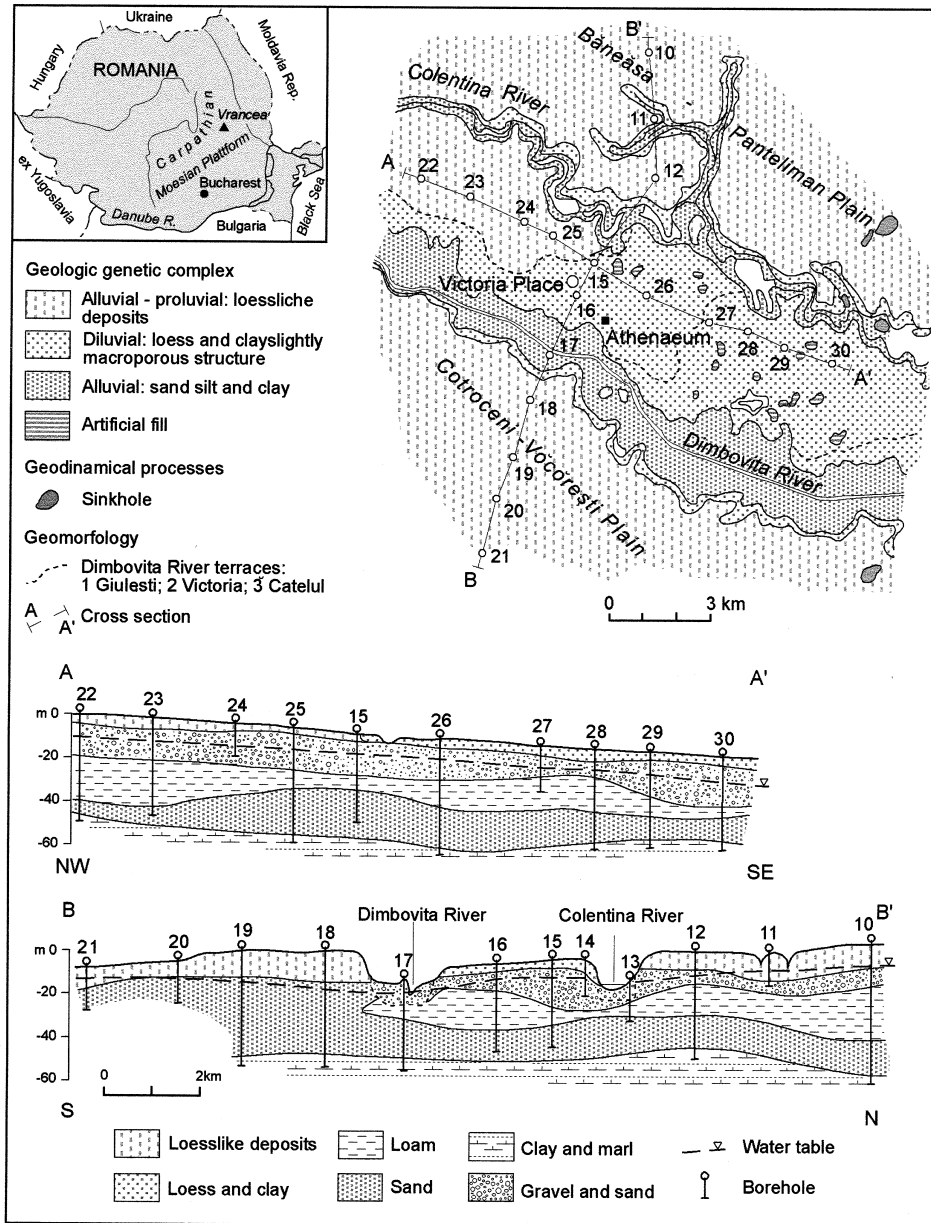 Ukraine
Hungary
ROMANIA
Moldavia Rep.
Carpathian
Vrancea
Moesian Plattform
Bucharest
ex Yugoslavia
Danube R.
Bulgaria
Black Sea
B'
10
Băneăsa
Colentina River
11
Panteliman Plain
A
22
12
23
24
25
Victoria Place
15
26
16
27
Athenaeum
17
28
29
30
A'
18
Cotroceni - Vocoreşti Plain
Dimbovita River
19
20
21
B
0 3 km
Geologic genetic complex
Alluvial - proluvial: loessliche
deposits
Diluvial: loess and clayslightly
macroporous structure
Alluvial: sand silt and clay
Artificial fill
Geodinamical processes
Sinkhole
Geomorfology
Dimbovita River terraces:
1 Giulesti; 2 Victoria; 3 Catelul
A
A'
Cross section
A A'
22 23 24 25 15 26 27 28 29 30
m 0
-20
-40
-60
NW SE
B Dimbovita River Colentina River B'
21 20 19 18 17 16 15 14 13 12 11 10
m 0
-20
-40
-60
0 2km
S N
Loesslike deposits Loam Clay and marl Water table
Loess and clay Sand Gravel and sand Borehole